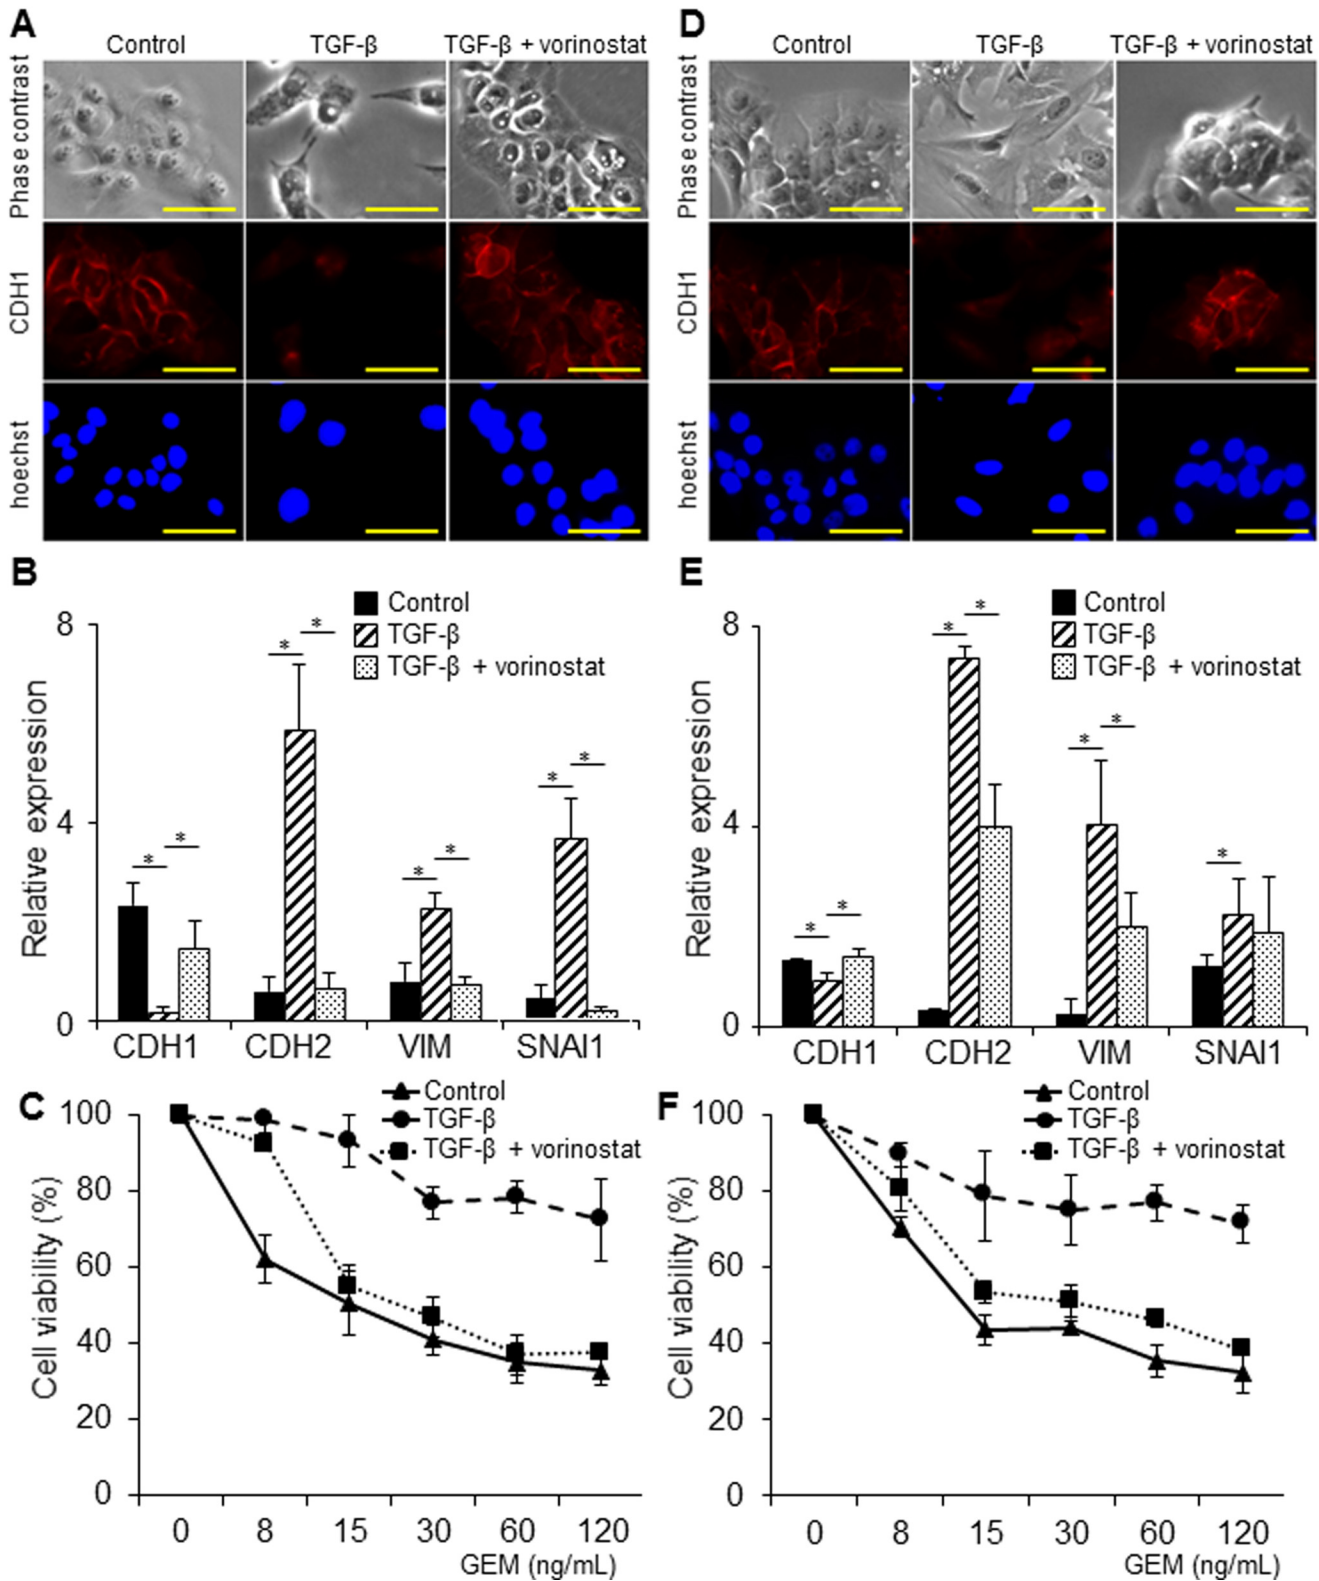 A
Control TGF-β TGF-β + vorinostat
Phase contrast
CDH1
hoechst
D
Control TGF-β TGF-β + vorinostat
Phase contrast
CDH1
hoechst
B
Control
TGF-β
TGF-β + vorinostat
Relative expression
8
4
0
* * * * * * * *
CDH1 CDH2 VIM SNAI1
E
Control
TGF-β
TGF-β + vorinostat
Relative expression
8
4
0
* * * * * * *
CDH1 CDH2 VIM SNAI1
C
Control
TGF-β
TGF-β + vorinostat
Cell viability (%)
100
80
60
40
20
0
0 8 15 30 60 120
GEM (ng/mL)
F
Control
TGF-β
TGF-β + vorinostat
Cell viability (%)
100
80
60
40
20
0
0 8 15 30 60 120
GEM (ng/mL)